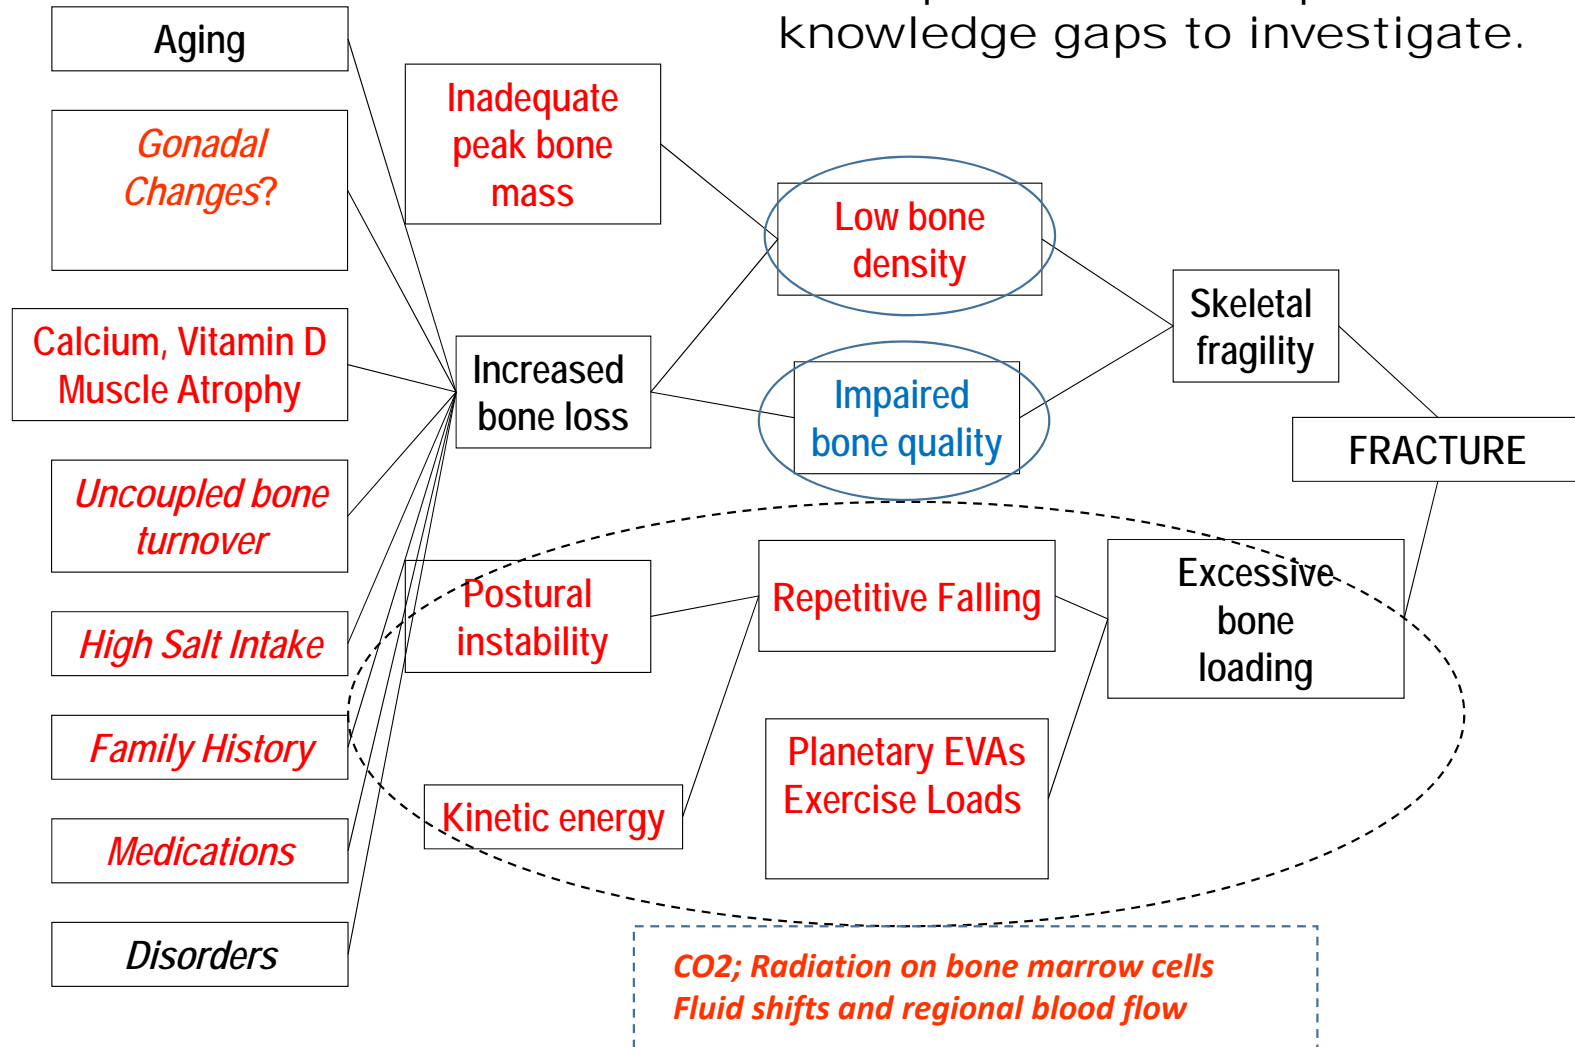 knowledge gaps to investigate.
Aging
Gonadal
Changes?
Calcium, Vitamin D
Muscle Atrophy
Uncoupled bone
turnover
High Salt Intake
Family History
Medications
Disorders
Inadequate
peak bone
mass
Increased
bone loss
Low bone
density
Impaired
bone quality
Skeletal
fragility
FRACTURE
Postural
instability
Kinetic energy
Repetitive Falling
Planetary EVAs
Exercise Loads
Excessive
bone
loading
CO2; Radiation on bone marrow cells
Fluid shifts and regional blood flow